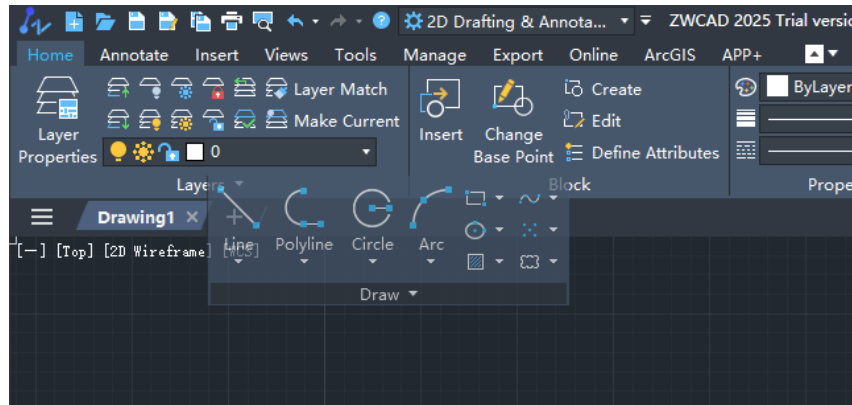 2D Drafting & Annota... ZWCAD 2025 Trial versio
Home Annotate Insert Views Tools Manage Export Online ArcGIS APP+
Layer Match
Make Current
Layer
Properties
0
Layers
Insert
Change
Base Point
Create
Edit
Define Attributes
Block
ByLayer
Prope
Drawing1
[—] [Top] [2D Wireframe] [WCS]
Line Polyline Circle Arc
Draw